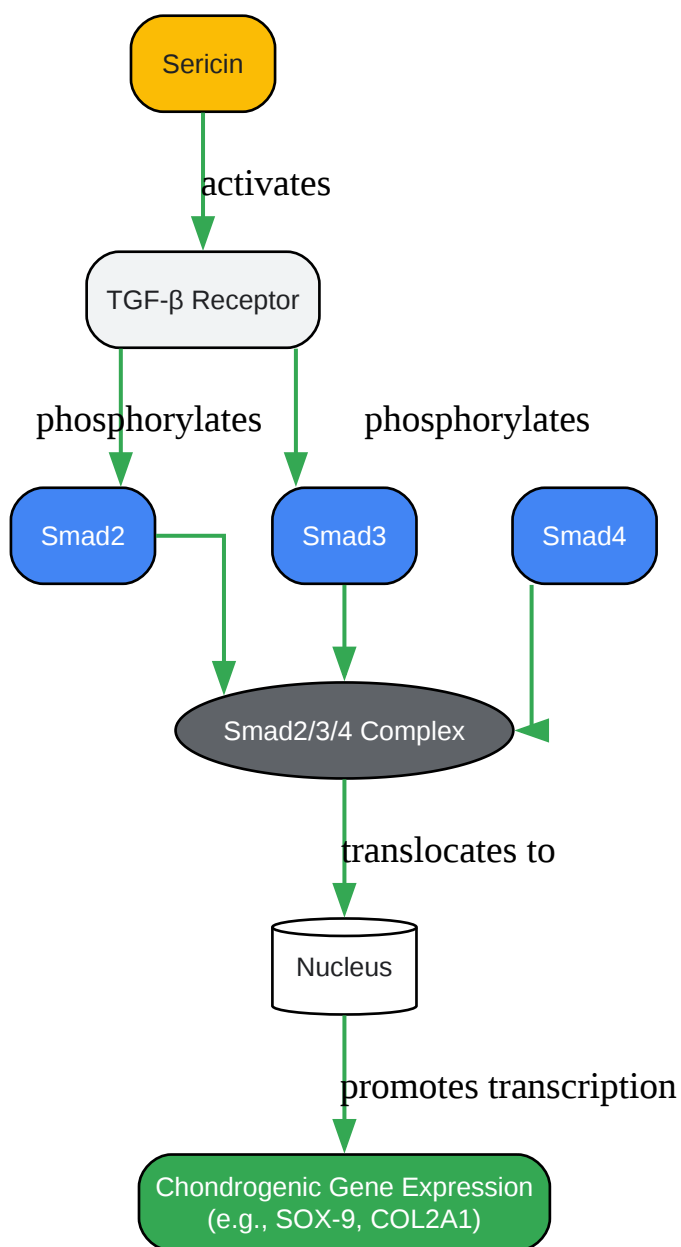 Sericin
activates
TGF-β Receptor
phosphorylates
phosphorylates
Smad2
Smad3
Smad4
Smad2/3/4 Complex
translocates to
Nucleus
promotes transcription
Chondrogenic Gene Expression
(e.g., SOX-9, COL2A1)